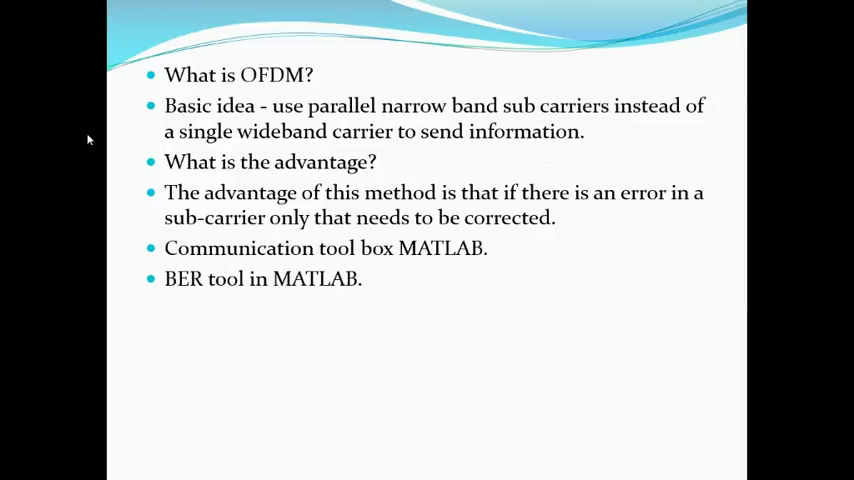 What is OFDM?
Basic idea - use parallel narrow band sub carriers instead of
a single wideband carrier to send information.
What is the advantage?
The advantage of this method is that if there is an error in a
sub-carrier only that needs to be corrected.
Communication tool box MATLAB.
BER tool in MATLAB.